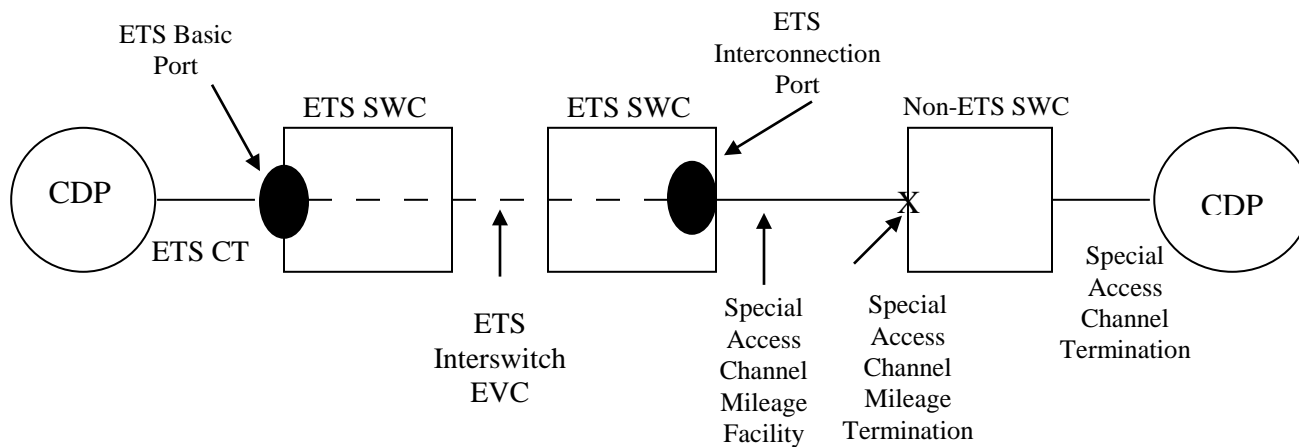 ETS Basic
Port
ETS
Interconnection
Port
ETS SWC
ETS SWC
Non-ETS SWC
CDP
X
CDP
ETS CT
ETS
Interswitch
EVC
Special
Access
Channel
Mileage
Facility
Special
Access
Channel
Mileage
Termination
Special
Access
Channel
Termination